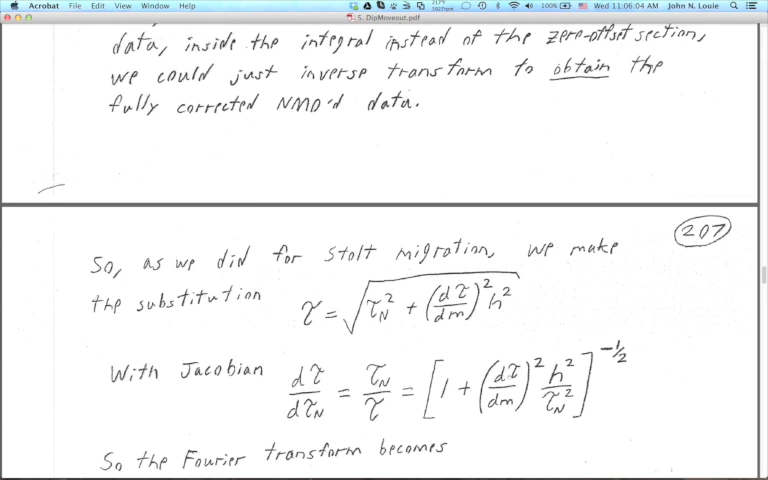 Acrobat File Edit View Window Help 100% Wed 11:06:04 AM John N. Louie
5. DipMoveout.pdf
data, inside the integral instead of the zero-offset section,
we could just inverse transform to obtain the
fully corrected NMO'd data.
207
So, as we did for Stolt migration, we make
the substitution τ = √(τ_N² + (dτ/dm)² h²)
With Jacobian dτ/dτ_N = τ_N/τ = [1 + (dτ/dm)² h²/τ_N²]^(-1/2)
So the Fourier transform becomes